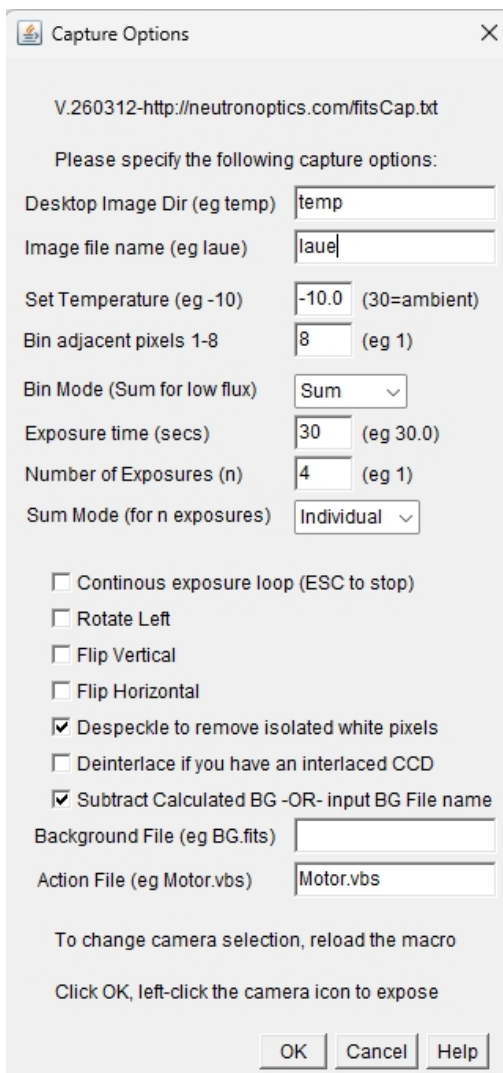 Capture Options
V.260312-http://neutronoptics.com/fitsCap.txt
Please specify the following capture options:
Desktop Image Dir (eg temp) temp
Image file name (eg laue) laue
Set Temperature (eg -10) -10.0 (30=ambient)
Bin adjacent pixels 1-8 8 (eg 1)
Bin Mode (Sum for low flux) Sum
Exposure time (secs) 30 (eg 30.0)
Number of Exposures (n) 4 (eg 1)
Sum Mode (for n exposures) Individual
Continous exposure loop (ESC to stop)
Rotate Left
Flip Vertical
Flip Horizontal
Despeckle to remove isolated white pixels
Deinterlace if you have an interlaced CCD
Subtract Calculated BG -OR- input BG File name
Background File (eg BG.fits)
Action File (eg Motor.vbs) Motor.vbs
To change camera selection, reload the macro
Click OK, left-click the camera icon to expose
OK Cancel Help